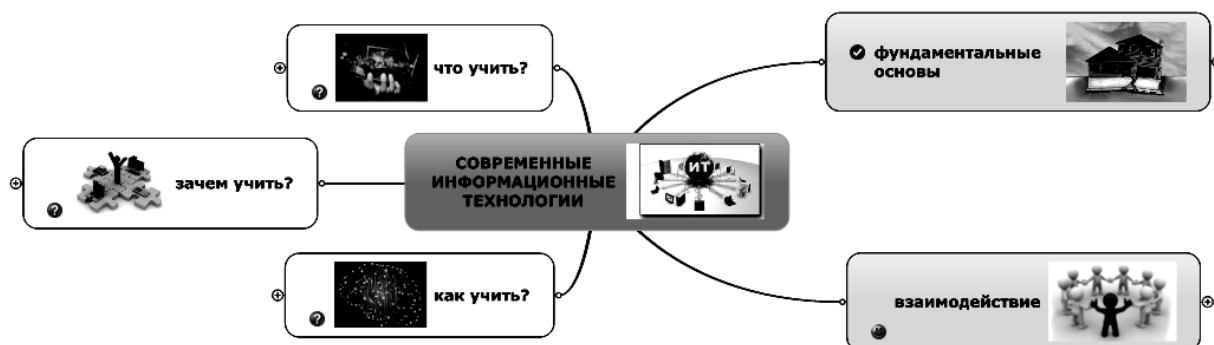 что учить?
фундаментальные
основы
СОВРЕМЕННЫЕ
ИНФОРМАЦИОННЫЕ
ТЕХНОЛОГИИ
ИТ
зачем учить?
как учить?
взаимодействие